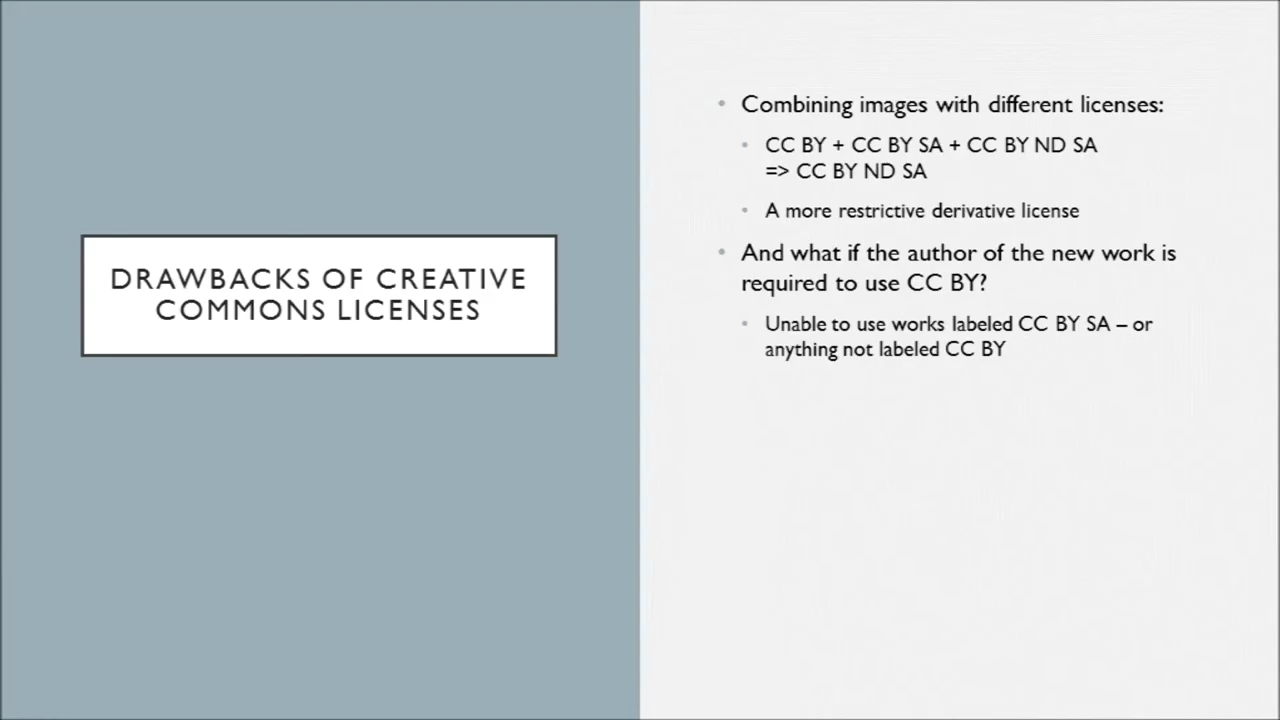 DRAWBACKS OF CREATIVE
COMMONS LICENSES
• Combining images with different licenses:
• CC BY + CC BY SA + CC BY ND SA
=> CC BY ND SA
• A more restrictive derivative license
• And what if the author of the new work is
required to use CC BY?
• Unable to use works labeled CC BY SA – or
anything not labeled CC BY